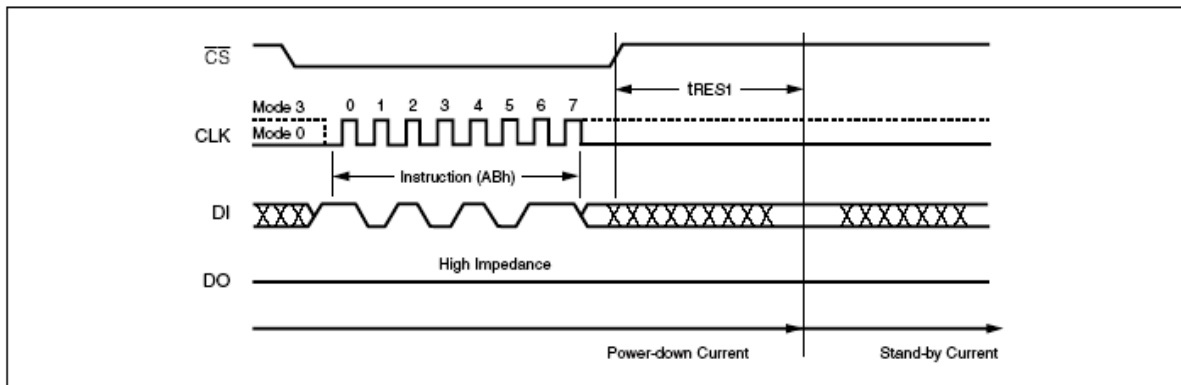 CS
tRES1
Mode 3 0 1 2 3 4 5 6 7
CLK
Mode 0
Instruction (ABh)
DI
High Impedance
DO
Power-down Current Stand-by Current